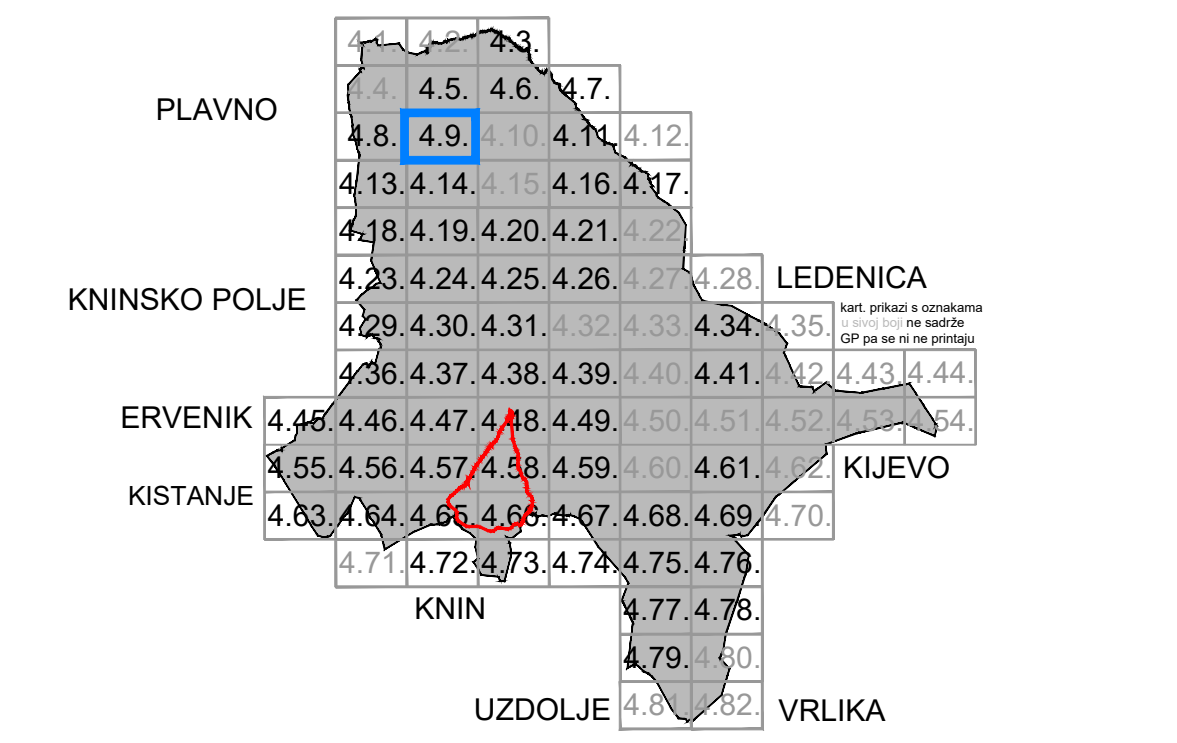 4.1. 4.2. 4.3.
4.4. 4.5. 4.6. 4.7.
PLAVNO
4.8. 4.9. 4.10. 4.11. 4.12.
4.13. 4.14. 4.15. 4.16. 4.17.
4.18. 4.19. 4.20. 4.21. 4.22.
4.23. 4.24. 4.25. 4.26. 4.27. 4.28. LEDENICA
KNINSKO POLJE
kart. prikazi s oznakama
u sivoj boji ne sadrže
GP pa se ni ne printaju
4.29. 4.30. 4.31. 4.32. 4.33. 4.34. 4.35.
4.36. 4.37. 4.38. 4.39. 4.40. 4.41. 4.42. 4.43. 4.44.
ERVENIK 4.45. 4.46. 4.47. 4.48. 4.49. 4.50. 4.51. 4.52. 4.53. 4.54.
4.55. 4.56. 4.57. 4.58. 4.59. 4.60. 4.61. 4.62. KIJEVO
KISTANJE
4.63. 4.64. 4.65. 4.66. 4.67. 4.68. 4.69. 4.70.
4.71. 4.72. 4.73. 4.74. 4.75. 4.76.
KNIN 4.77. 4.78.
4.79. 4.80.
UZDOLJE 4.81. 4.82. VRLIKA